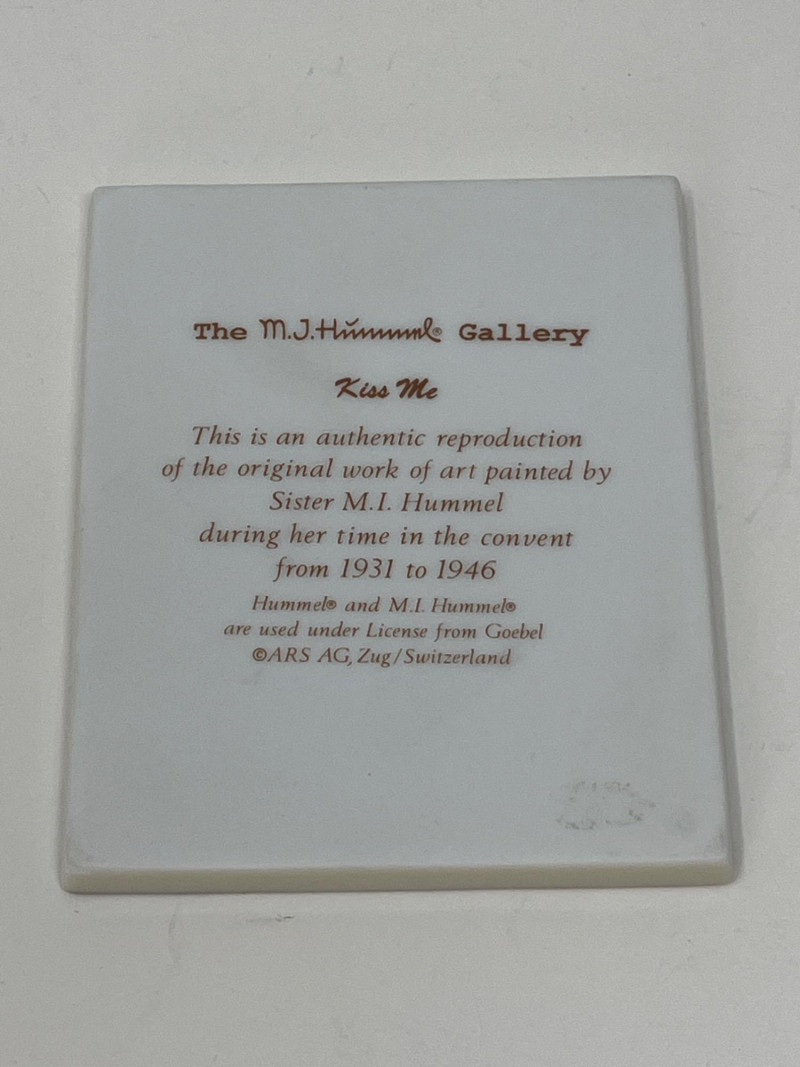 The M.J.Hummel® Gallery
Kiss Me
This is an authentic reproduction
of the original work of art painted by
Sister M.I. Hummel
during her time in the convent
from 1931 to 1946
Hummel® and M.I. Hummel®
are used under License from Goebel
©ARS AG, Zug/Switzerland